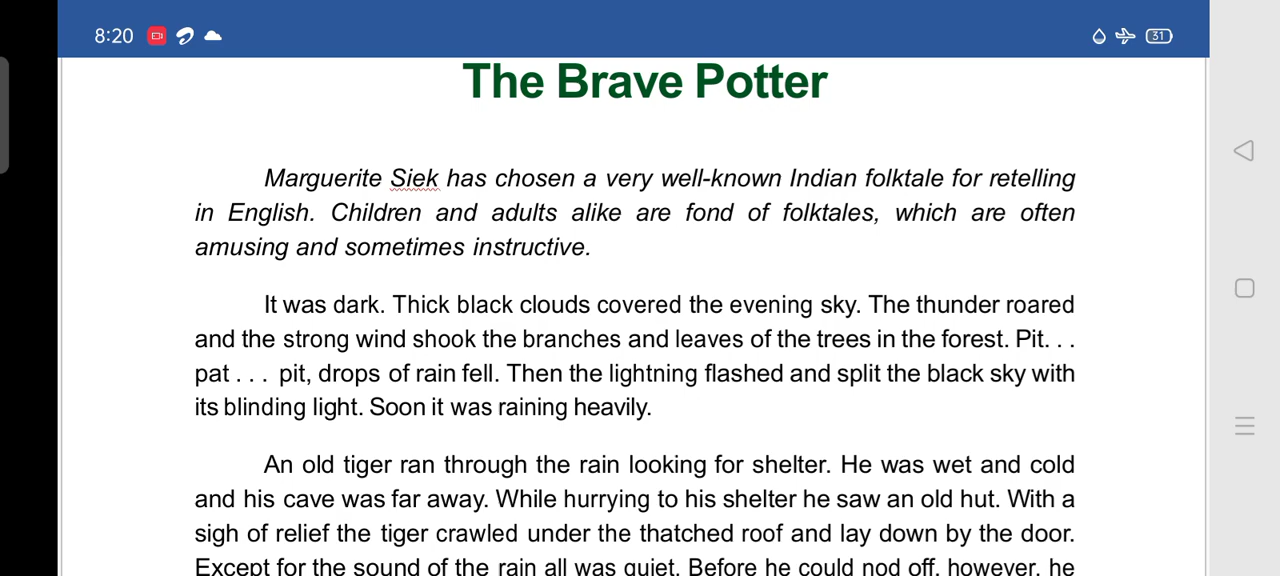 8:20
31
The Brave Potter
Marguerite Siek has chosen a very well-known Indian folktale for retelling
in English. Children and adults alike are fond of folktales, which are often
amusing and sometimes instructive.
It was dark. Thick black clouds covered the evening sky. The thunder roared
and the strong wind shook the branches and leaves of the trees in the forest. Pit. . .
pat . . . pit, drops of rain fell. Then the lightning flashed and split the black sky with
its blinding light. Soon it was raining heavily.
An old tiger ran through the rain looking for shelter. He was wet and cold
and his cave was far away. While hurrying to his shelter he saw an old hut. With a
sigh of relief the tiger crawled under the thatched roof and lay down by the door.
Except for the sound of the rain all was quiet. Before he could nod off, however, he